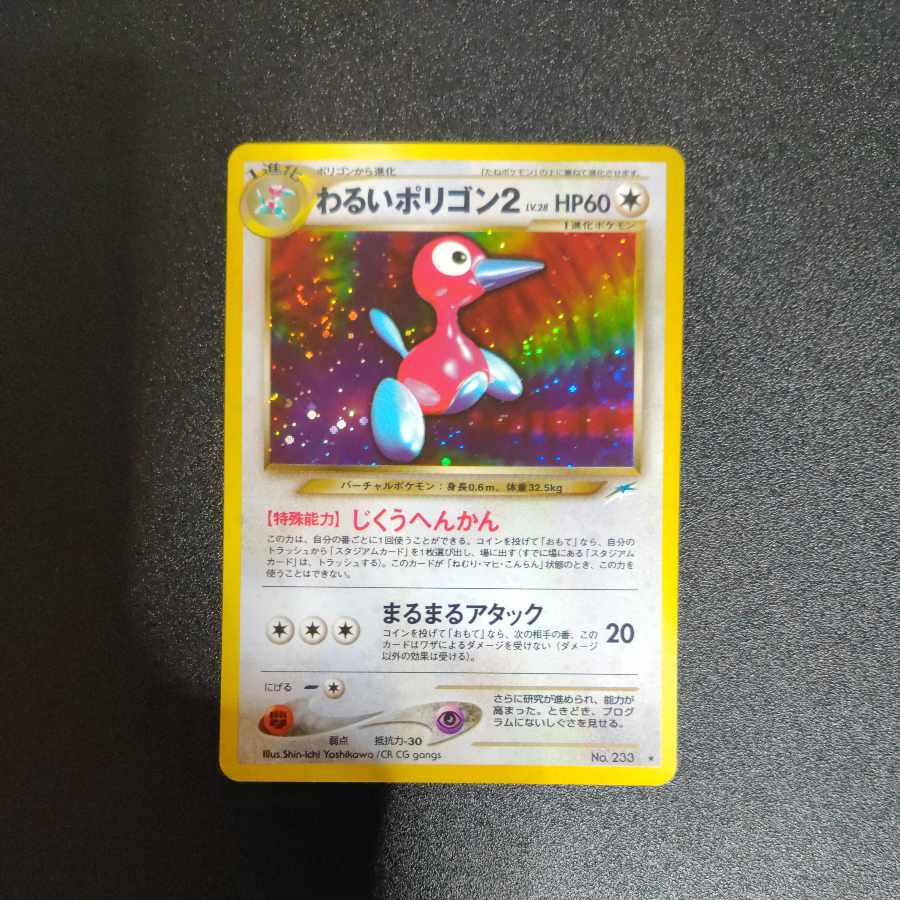 1進化
ポリゴンから進化
「たねポケモン」の上に重ねて進化させます。
わるいポリゴン2 LV.28 HP60
1進化ポケモン
バーチャルポケモン：身長0.6m、体重32.5kg
【特殊能力】じくうへんかん
この力は、自分の番ごとに1回使うことができる。コインを投げて「おもて」なら、自分の
トラッシュから「スタジアムカード」を1枚選び出し、場に出す（すでに場にある「スタジアム
カード」は、トラッシュする）。このカードが「ねむり・マヒ・こんらん」状態のとき、この力を
使うことはできない。
まるまるアタック
コインを投げて「おもて」なら、次の相手の番、この
カードはワザによるダメージを受けない（ダメージ
以外の効果は受ける）。
20
にげる
弱点 抵抗力-30
さらに研究が進められ、能力が
高まった。ときどき、プログ
ラムにないしぐさを見せる。
Illus.Shin-ichi Yoshikawa /CR CG gangs
No. 233